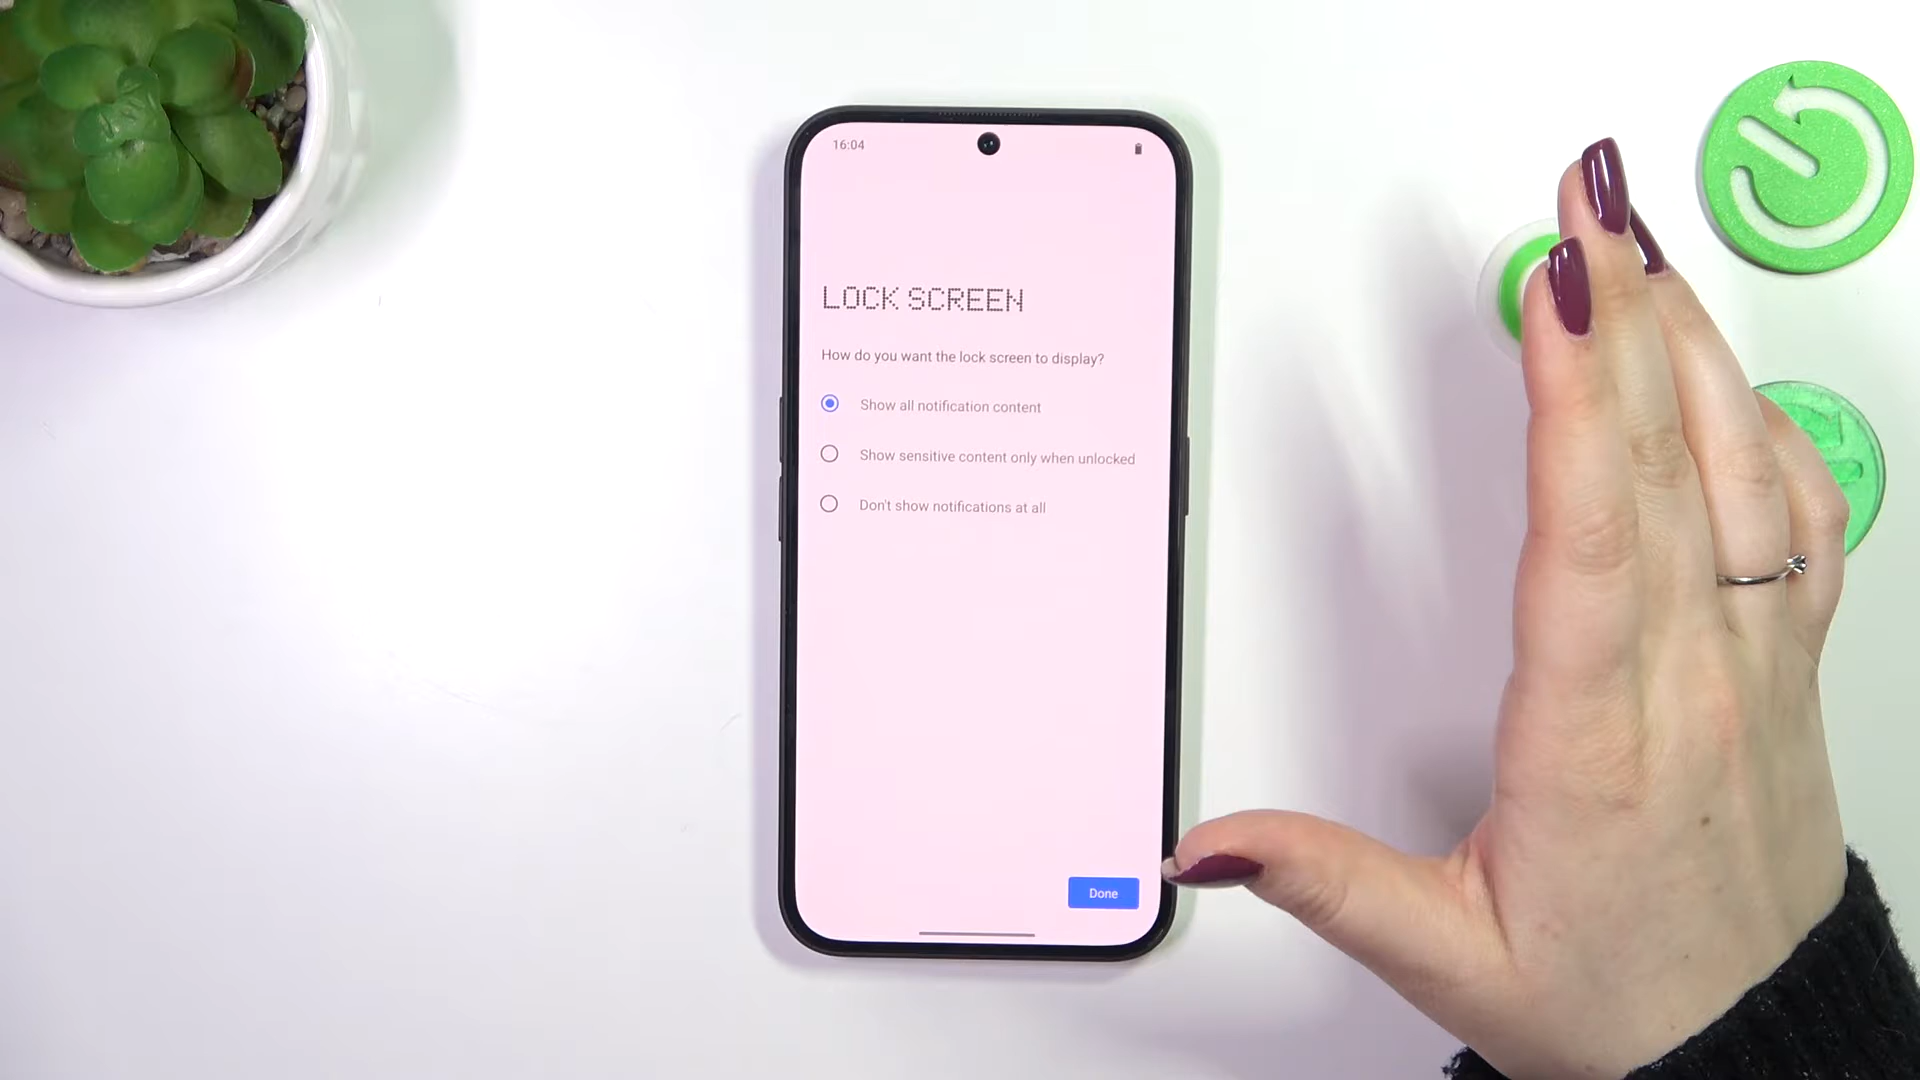 16:04
LOCK SCREEN
How do you want the lock screen to display?
Show all notification content
Show sensitive content only when unlocked
Don't show notifications at all
Done